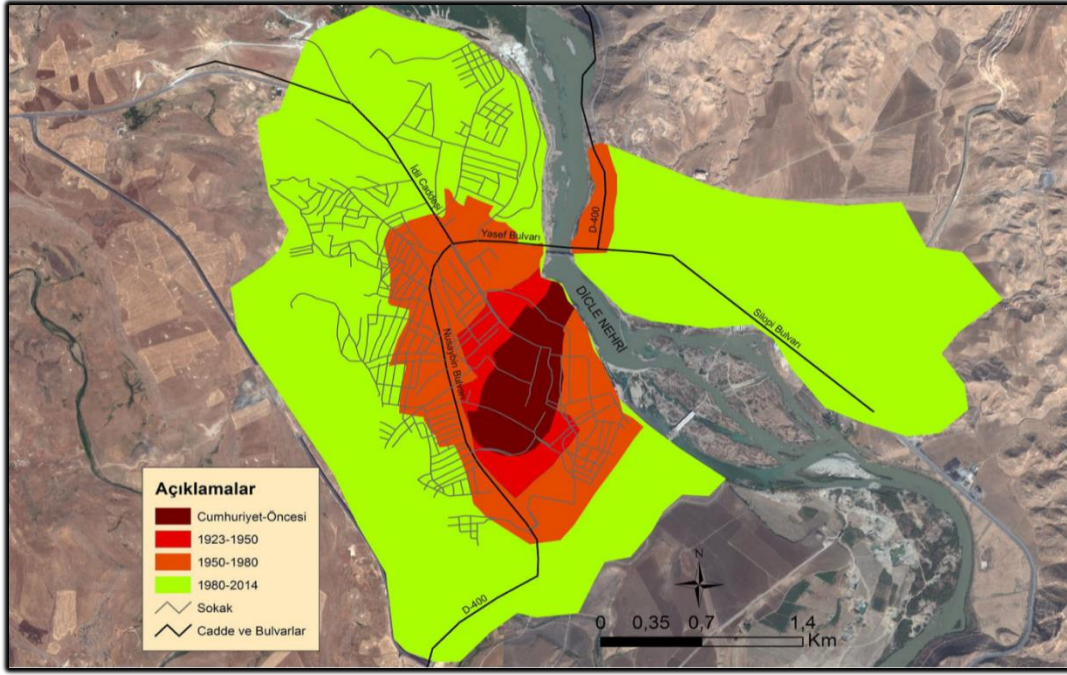 İdil Caddesi
Yasef Bulvarı
D-400
DİCLE NEHRİ
Silopi Bulvarı
Nusaybin Bulvarı
D-400
Açıklamalar
Cumhuriyet-Öncesi
1923-1950
1950-1980
1980-2014
Sokak
Cadde ve Bulvarlar
N
0 0,35 0,7 1,4
Km